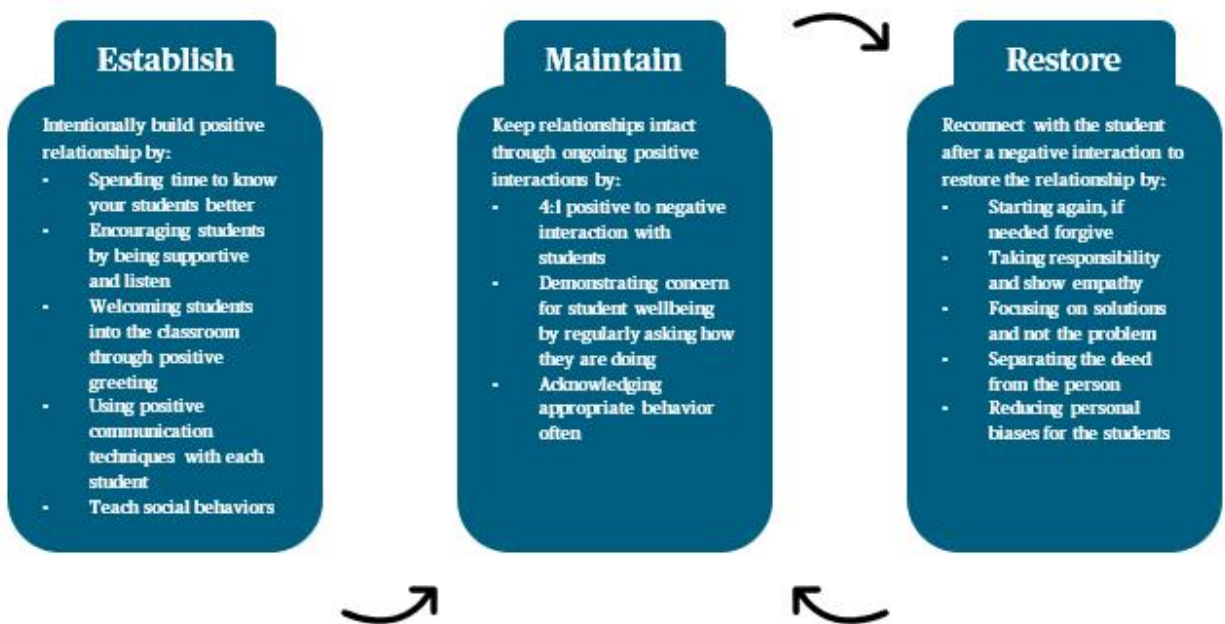 Establish
Intentionally build positive
relationship by:
- Spending time to know
your students better
- Encouraging students
by being supportive
and listen
- Welcoming students
into the classroom
through positive
greeting
- Using positive
communication
techniques with each
student
- Teach social behaviors
Maintain
Keep relationships intact
through ongoing positive
interactions by:
- 4:1 positive to negative
interaction with
students
- Demonstrating concern
for student wellbeing
by regularly asking how
they are doing
- Acknowledging
appropriate behavior
often
Restore
Reconnect with the student
after a negative interaction to
restore the relationship by:
- Starting again, if
needed forgive
- Taking responsibility
and show empathy
- Focusing on solutions
and not the problem
- Separating the deed
from the person
- Reducing personal
biases for the students